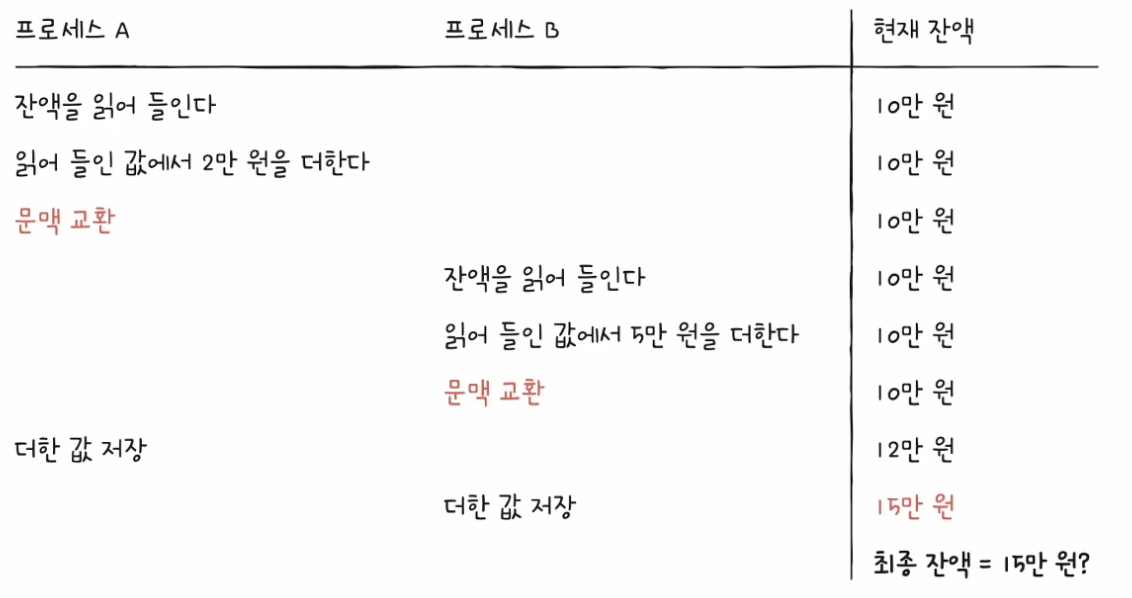 프로세스 A 프로세스 B 현재 잔액
잔액을 읽어 들인다 10만 원
읽어 들인 값에서 2만 원을 더한다 10만 원
문맥 교환 10만 원
잔액을 읽어 들인다 10만 원
읽어 들인 값에서 5만 원을 더한다 10만 원
문맥 교환 10만 원
더한 값 저장 12만 원
더한 값 저장 15만 원
최종 잔액 = 15만 원?